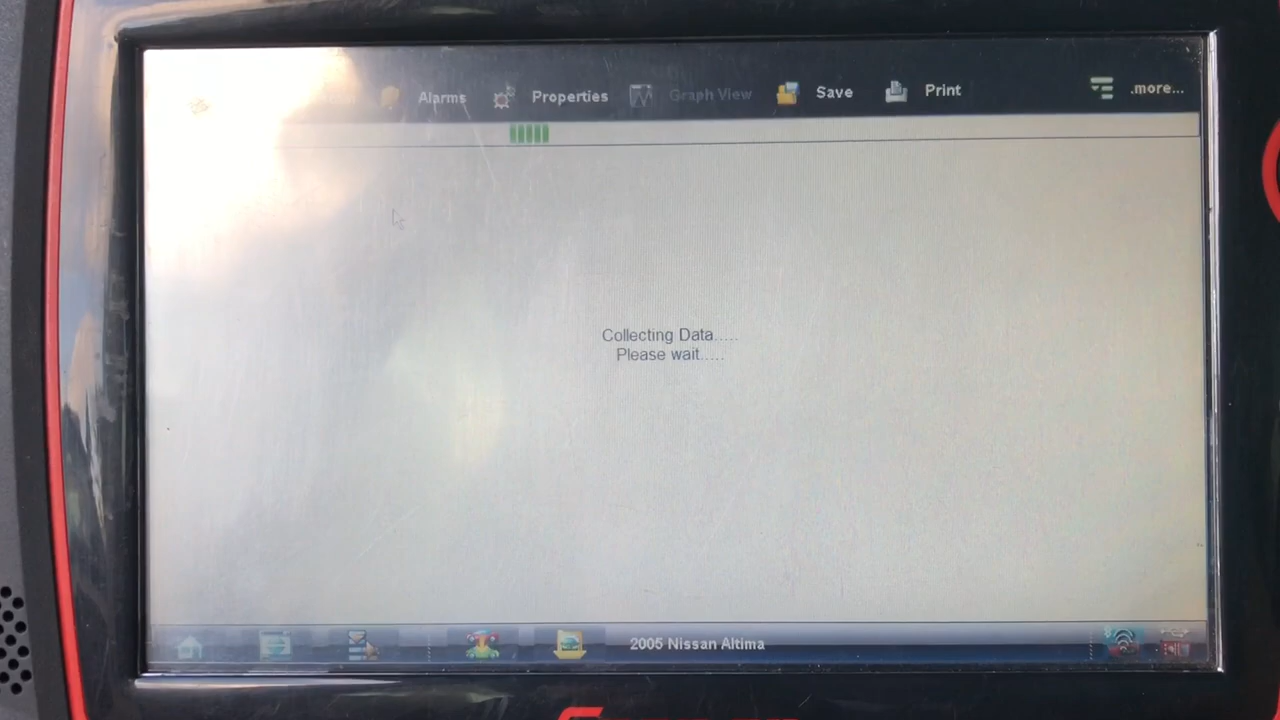 Alarms Properties Graph View Save Print .more...
Collecting Data.....
Please wait.....
2005 Nissan Altima